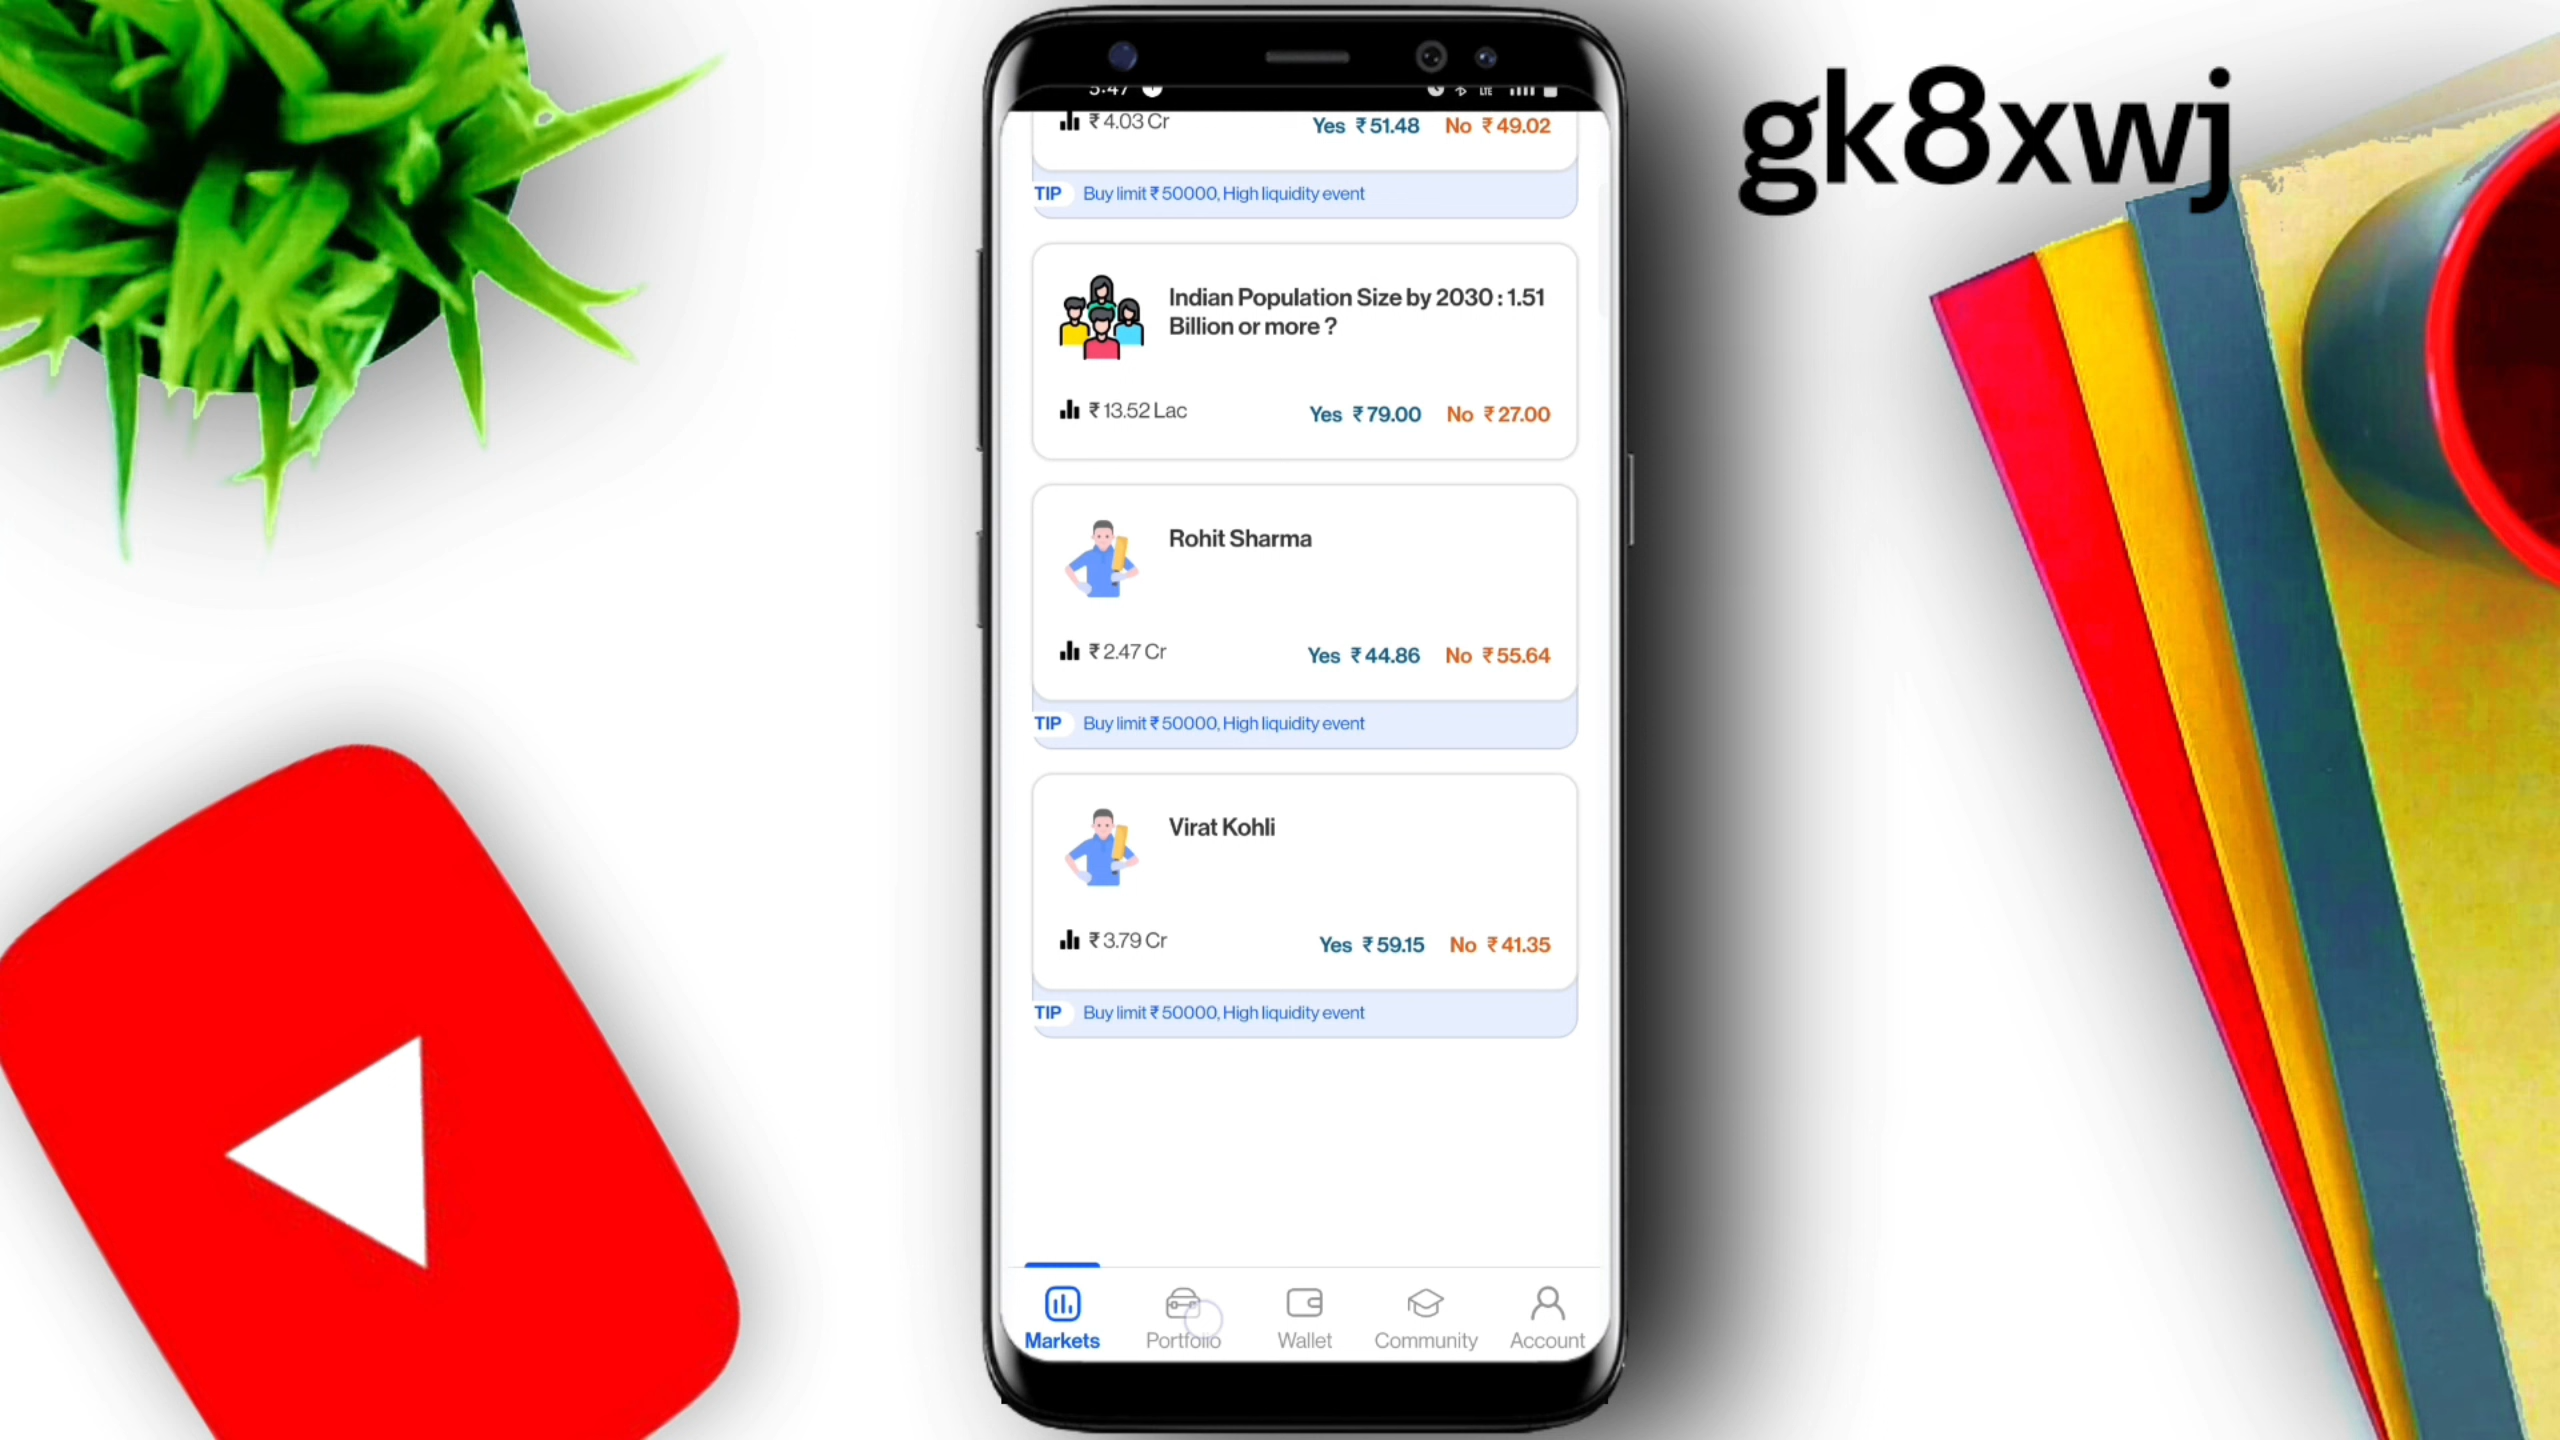 gk8xwj
5:47
LTE
₹4.03 Cr Yes ₹51.48 No ₹49.02
TIP Buy limit ₹50000, High liquidity event
Indian Population Size by 2030 : 1.51
Billion or more ?
₹13.52 Lac Yes ₹79.00 No ₹27.00
Rohit Sharma
₹2.47 Cr Yes ₹44.86 No ₹55.64
TIP Buy limit ₹50000, High liquidity event
Virat Kohli
₹3.79 Cr Yes ₹59.15 No ₹41.35
TIP Buy limit ₹50000, High liquidity event
Markets Portfolio Wallet Community Account